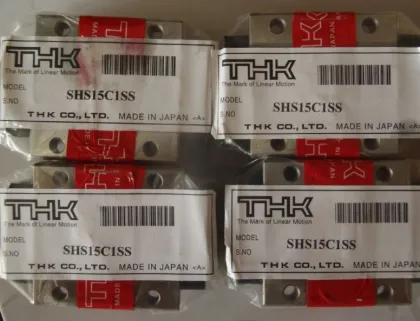 THK
The Mark of Linear Motion
MODEL SHS15C1SS
S.NO
THK CO., LTD. MADE IN JAPAN <A>
THK
The Mark of Linear Motion
MODEL SHS15C1SS
S.NO
THK CO., LTD. MADE IN JAPAN <A>
THK
The Mark of Linear Motion
MODEL SHS15C1SS
S.NO
THK CO., LTD. MADE IN JAPAN <A>
THK
The Mark of Linear Motion
MODEL SHS15C1SS
S.NO
THK CO., LTD. MADE IN JAPAN <A>